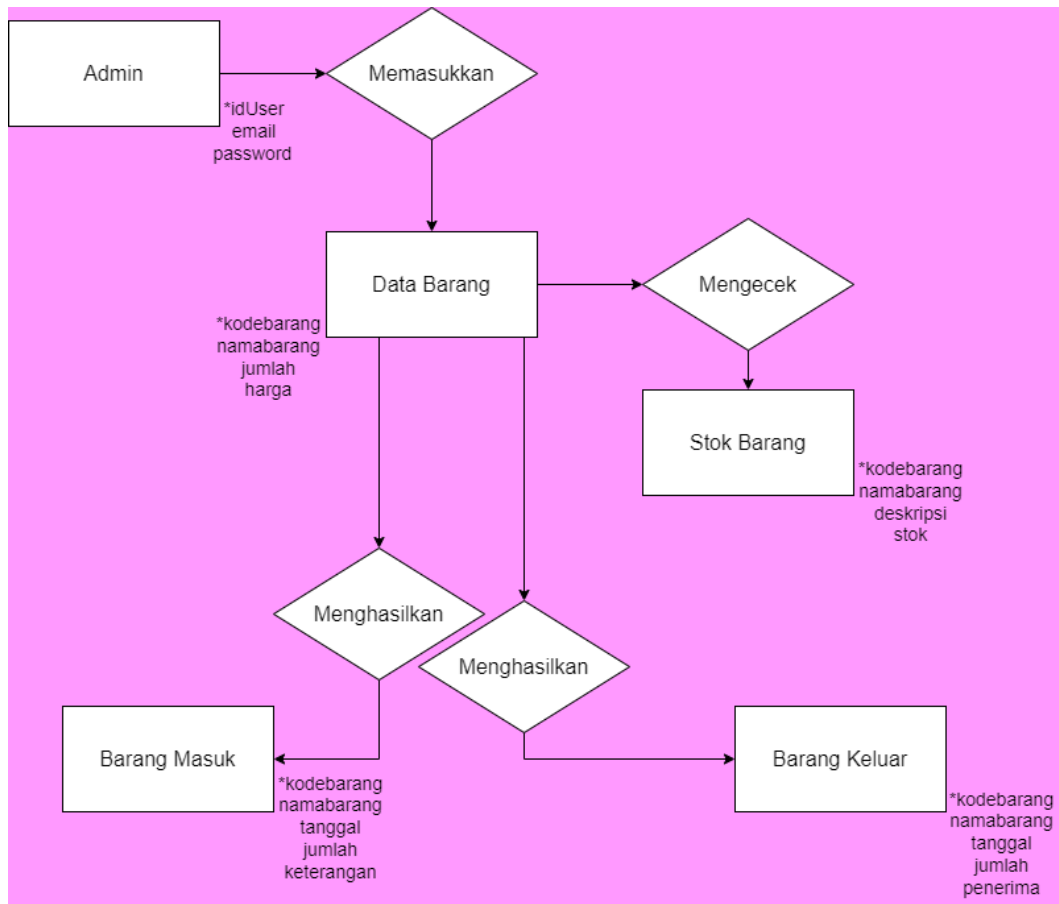 Admin
Memasukkan
*idUser
email
password
Data Barang
Mengecek
*kodebarang
namabarang
jumlah
harga
Stok Barang
*kodebarang
namabarang
deskripsi
stok
Menghasilkan
Menghasilkan
Barang Masuk
*kodebarang
namabarang
tanggal
jumlah
keterangan
Barang Keluar
*kodebarang
namabarang
tanggal
jumlah
penerima